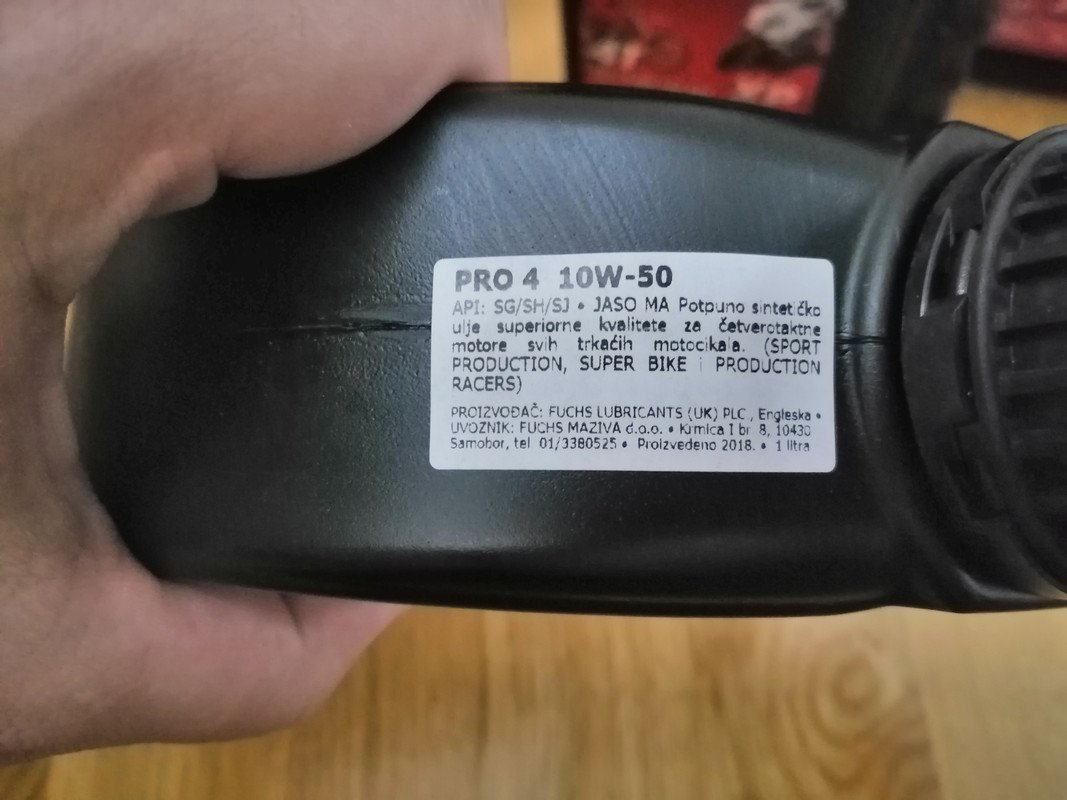 PRO 4 10W-50
API: SG/SH/SJ • JASO MA Potpuno sintetičko
ulje superiorne kvalitete za četverotaktne
motore svih trkaćih motocikala. (SPORT
PRODUCTION, SUPER BIKE i PRODUCTION
RACERS)
PROIZVOĐAČ: FUCHS LUBRICANTS (UK) PLC., Engleska •
UVOZNIK: FUCHS MAZIVA d.o.o. • Krmica I br 8, 10430
Samobor, tel 01/3380525 • Proizvedeno 2018. • 1 litra